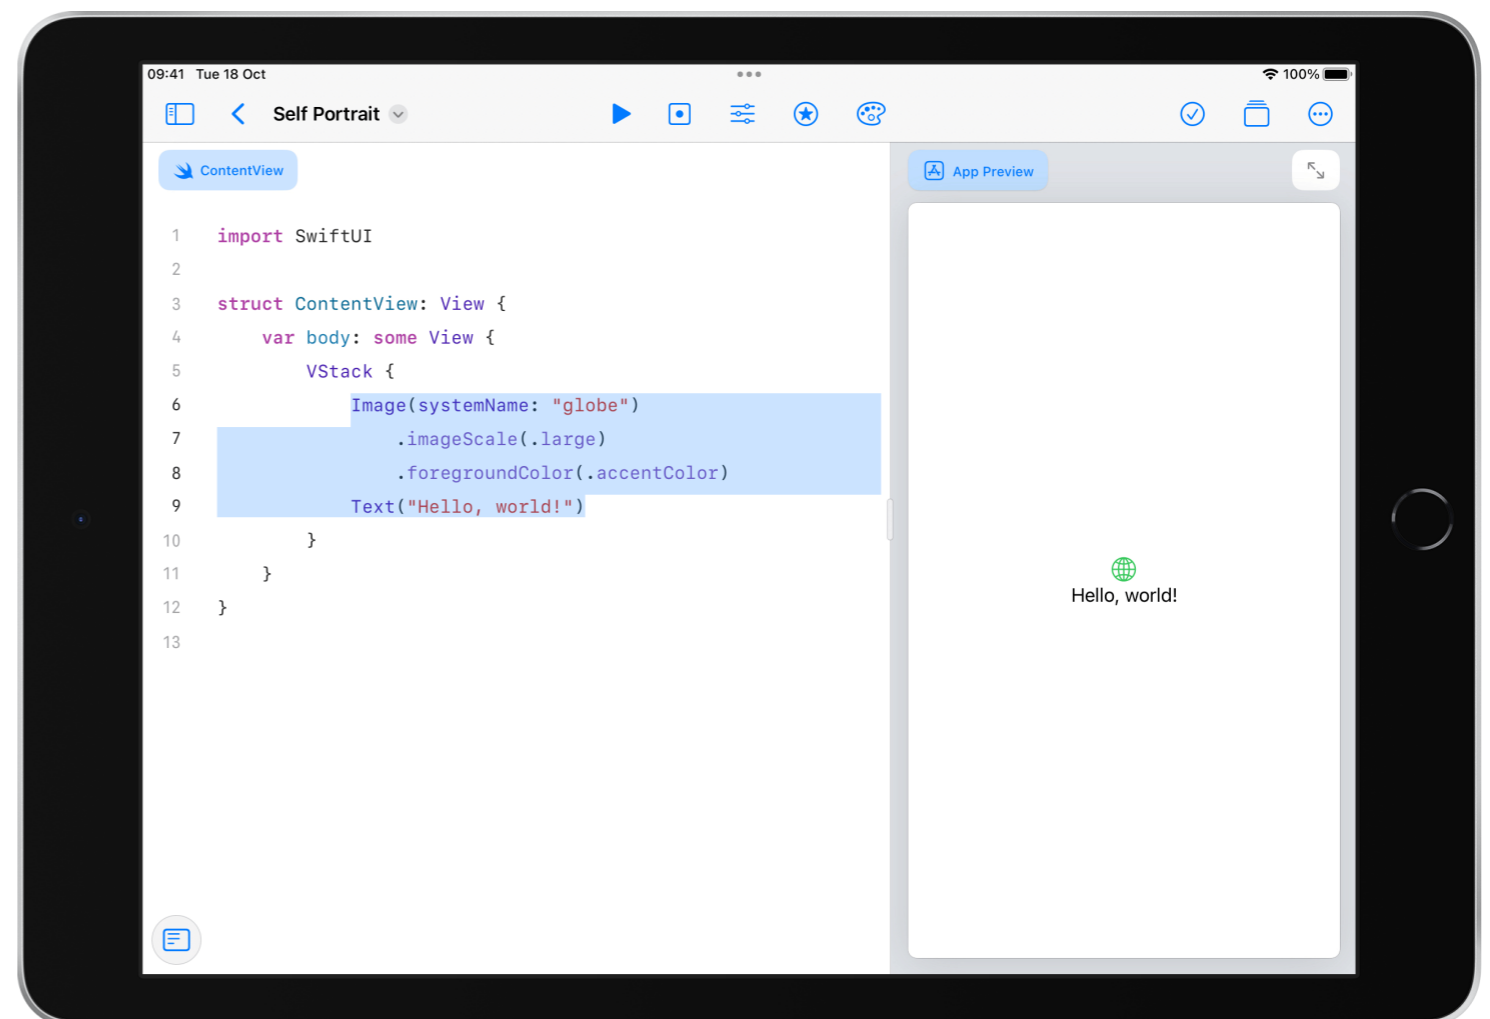 09:41 Tue 18 Oct
100%
Self Portrait
ContentView
1 import SwiftUI
2
3 struct ContentView: View {
4     var body: some View {
5         VStack {
6             Image(systemName: "globe")
7                 .imageScale(.large)
8                 .foregroundColor(.accentColor)
9             Text("Hello, world!")
10         }
11     }
12 }
13
App Preview
Hello, world!